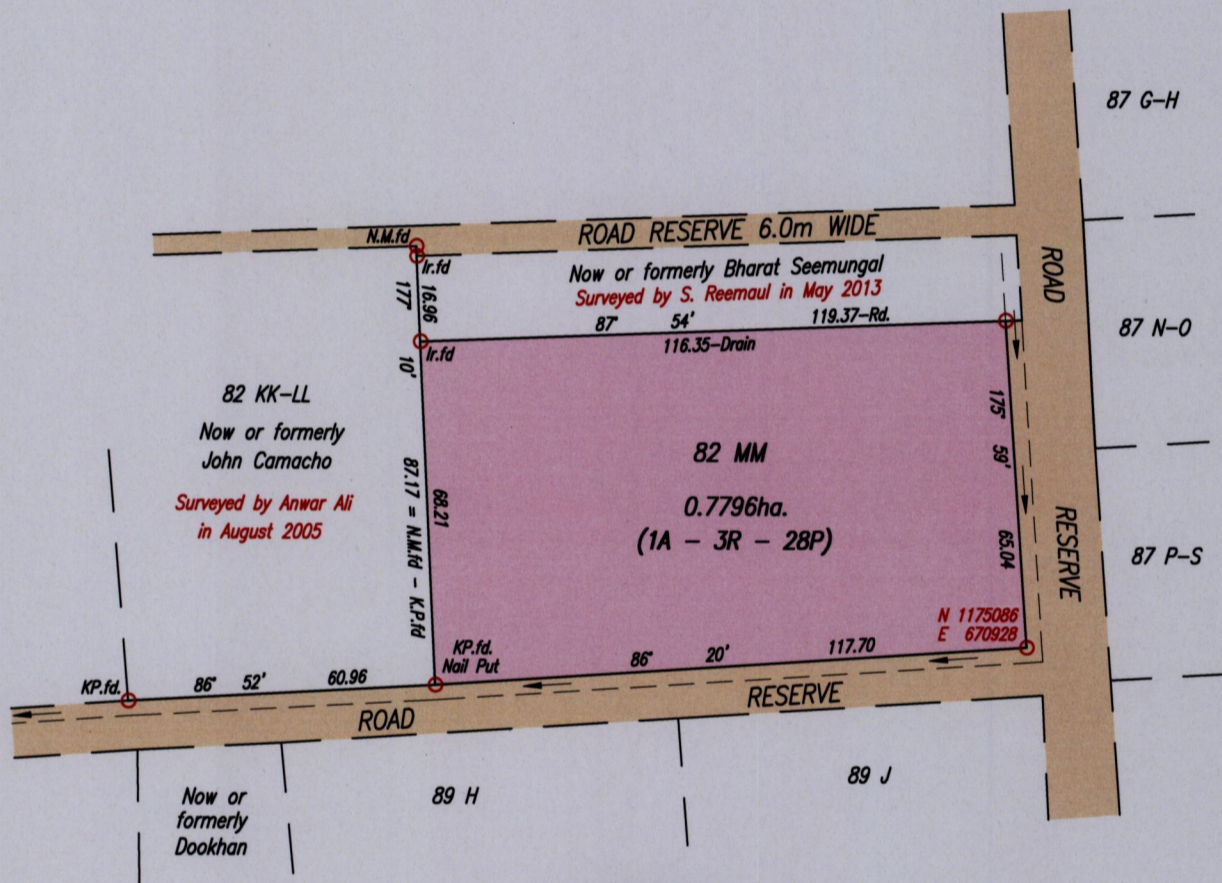 87 G-H
ROAD RESERVE 6.0m WIDE
N.M.fd
Ir.fd
177°
16.96
Now or formerly Bharat Seemungal
Surveyed by S. Reemaul in May 2013
87° 54' 119.37-Rd.
116.35-Drain
ROAD
RESERVE
87 N-O
Ir.fd
10'
82 KK-LL
Now or formerly
John Camacho
Surveyed by Anwar Ali
in August 2005
87.17 = N.M.fd - K.P.fd
68.21
82 MM
0.7796ha.
(1A - 3R - 28P)
175° 59' 65.04
87 P-S
N 1175086
E 670928
KP.fd.
Nail Put
86° 20' 117.70
KP.fd.
86° 52' 60.96
ROAD RESERVE
Now or
formerly
Dookhan
89 H
89 J